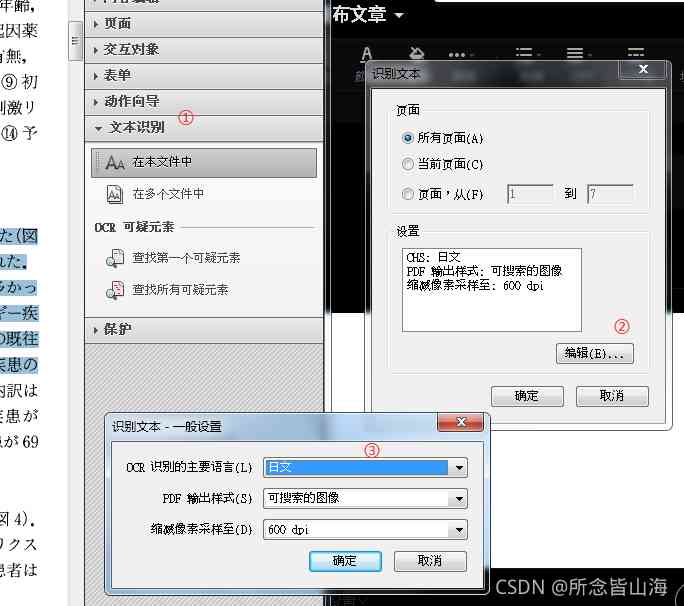 年齢，
起因薬
⑨ 初
刺激リ
⑭ 予
た(図
れた．
ギー疾
の既往
疾患の
内訳は
疾患が
が 69
図 4)．
リクス
患者は
页面
交互对象
表单
动作向导
文本识别
①
在本文件中
在多个文件中
OCR 可疑元素
查找第一个可疑元素
查找所有可疑元素
保护
布文章
识别文本
页面
所有页面(A)
当前页面(C)
页面，从(F) 1 到 7
设置
CHS: 日文
PDF 输出样式: 可搜索的图像
缩减像素采样至: 600 dpi
②
编辑(E)...
确定 取消
识别文本 - 一般设置
③
OCR 识别的主要语言(L) 日文
PDF 输出样式(S) 可搜索的图像
缩减像素采样至(D) 600 dpi
确定 取消
CSDN @所念皆山海